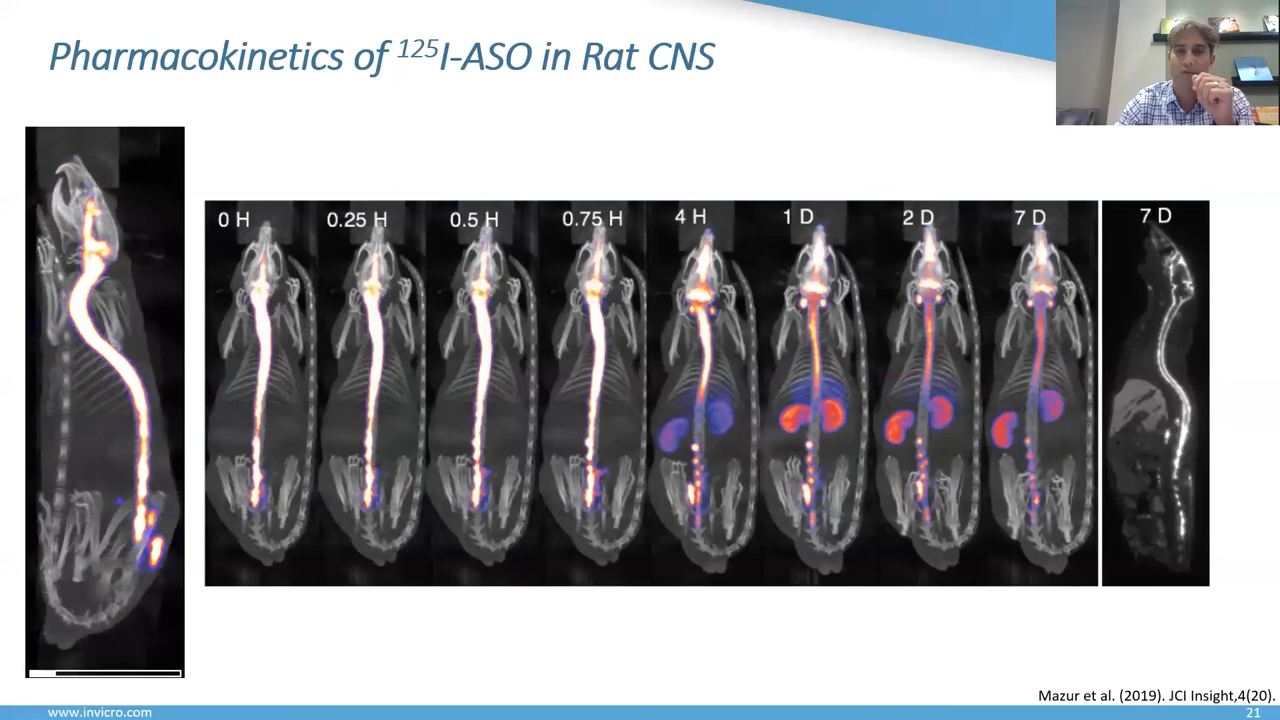 Pharmacokinetics of ¹²⁵I-ASO in Rat CNS
0 H
0.25 H
0.5 H
0.75 H
4 H
1 D
2 D
7 D
7 D
Mazur et al. (2019). JCI Insight,4(20).
www.invicro.com
21